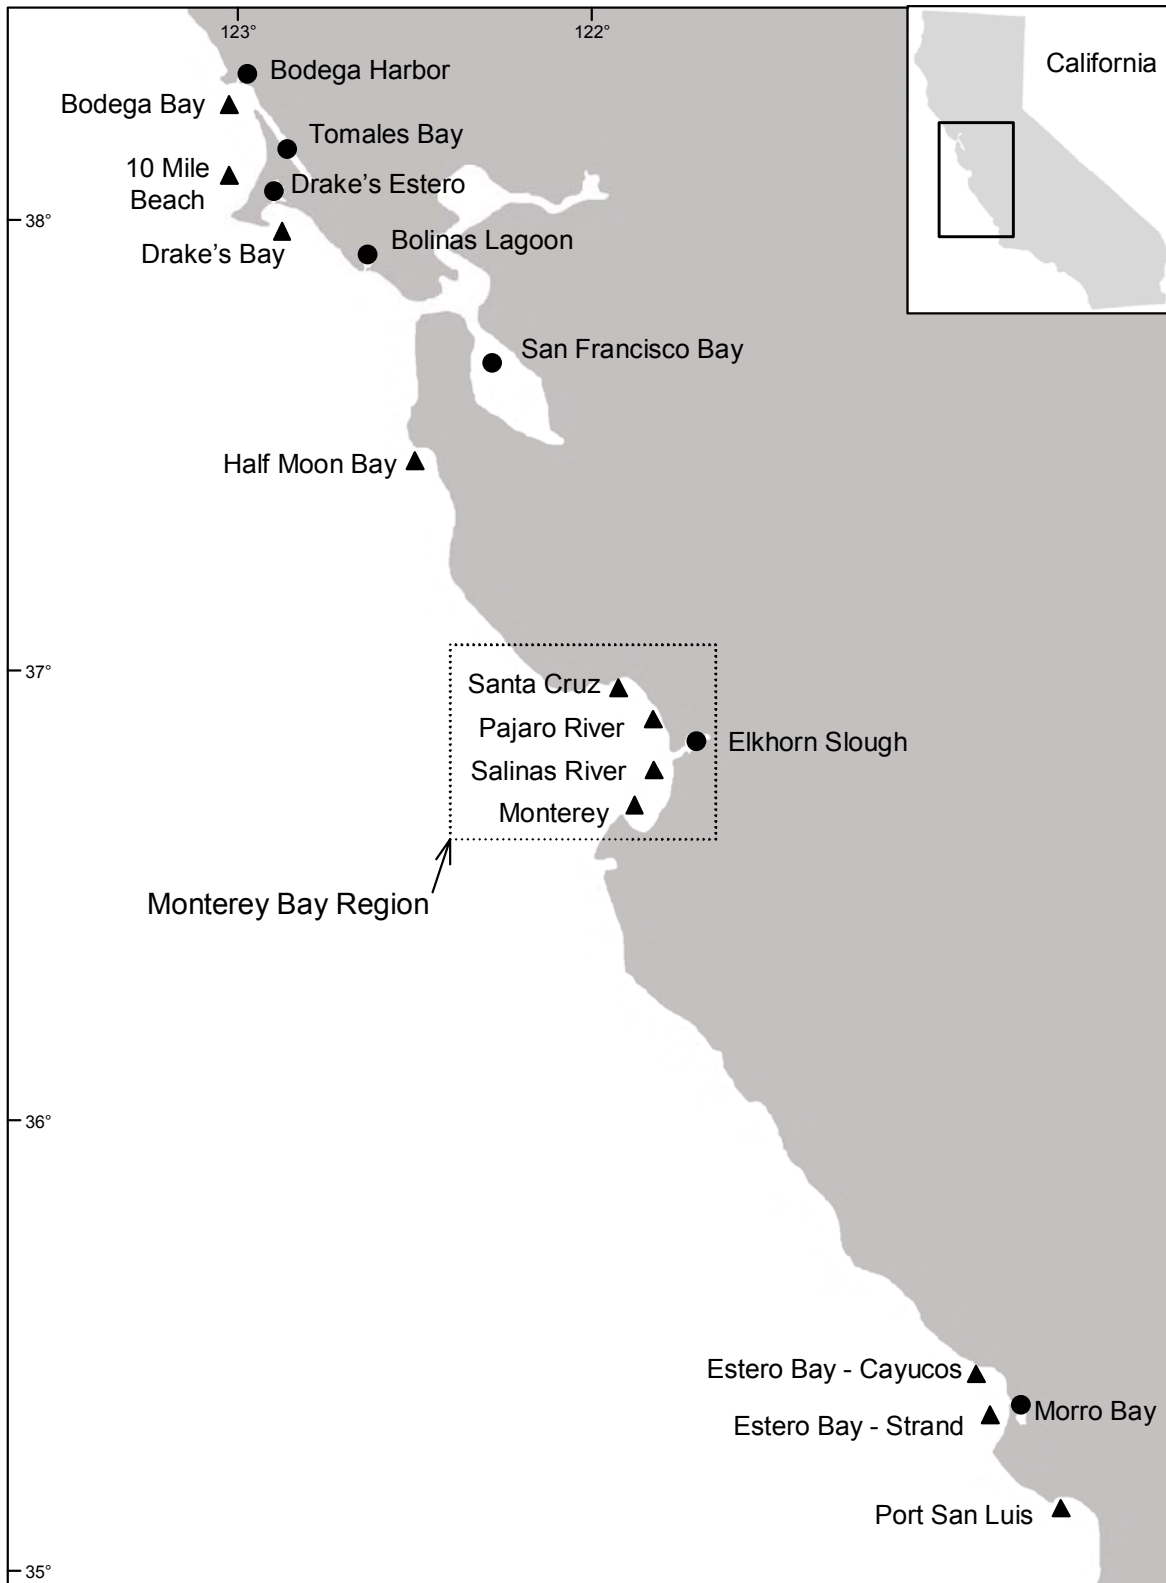 123°
122°
California
Bodega Harbor
Bodega Bay
Tomales Bay
10 Mile
Beach
Drake's Estero
38°
Bolinas Lagoon
Drake's Bay
San Francisco Bay
Half Moon Bay
37°
Santa Cruz
Pajaro River
Elkhorn Slough
Salinas River
Monterey
Monterey Bay Region
36°
Estero Bay - Cayucos
Morro Bay
Estero Bay - Strand
Port San Luis
35°